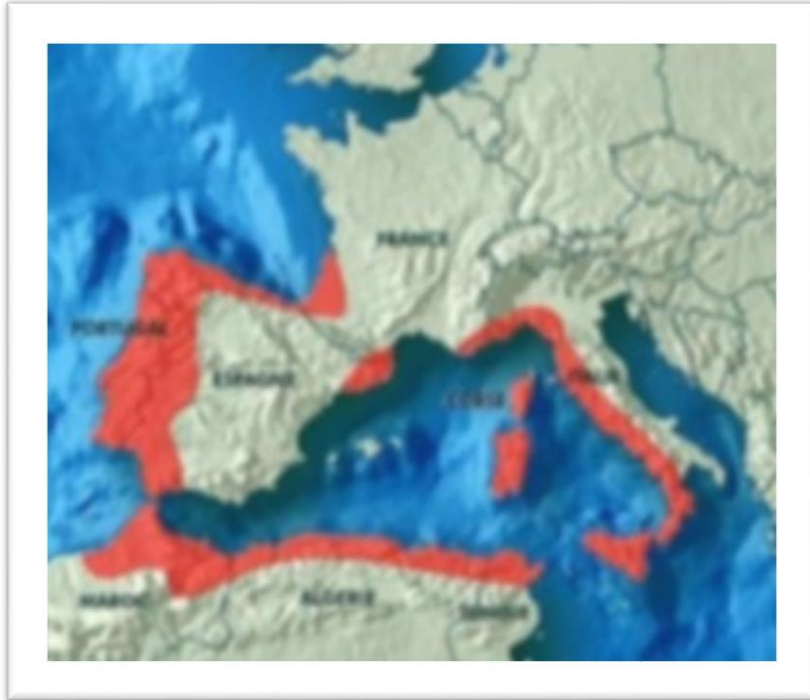 FRANCE
PORTUGAL
ESPAGNE
CORSE
ITALIE
MAROC
ALGERIE
TUNISIE